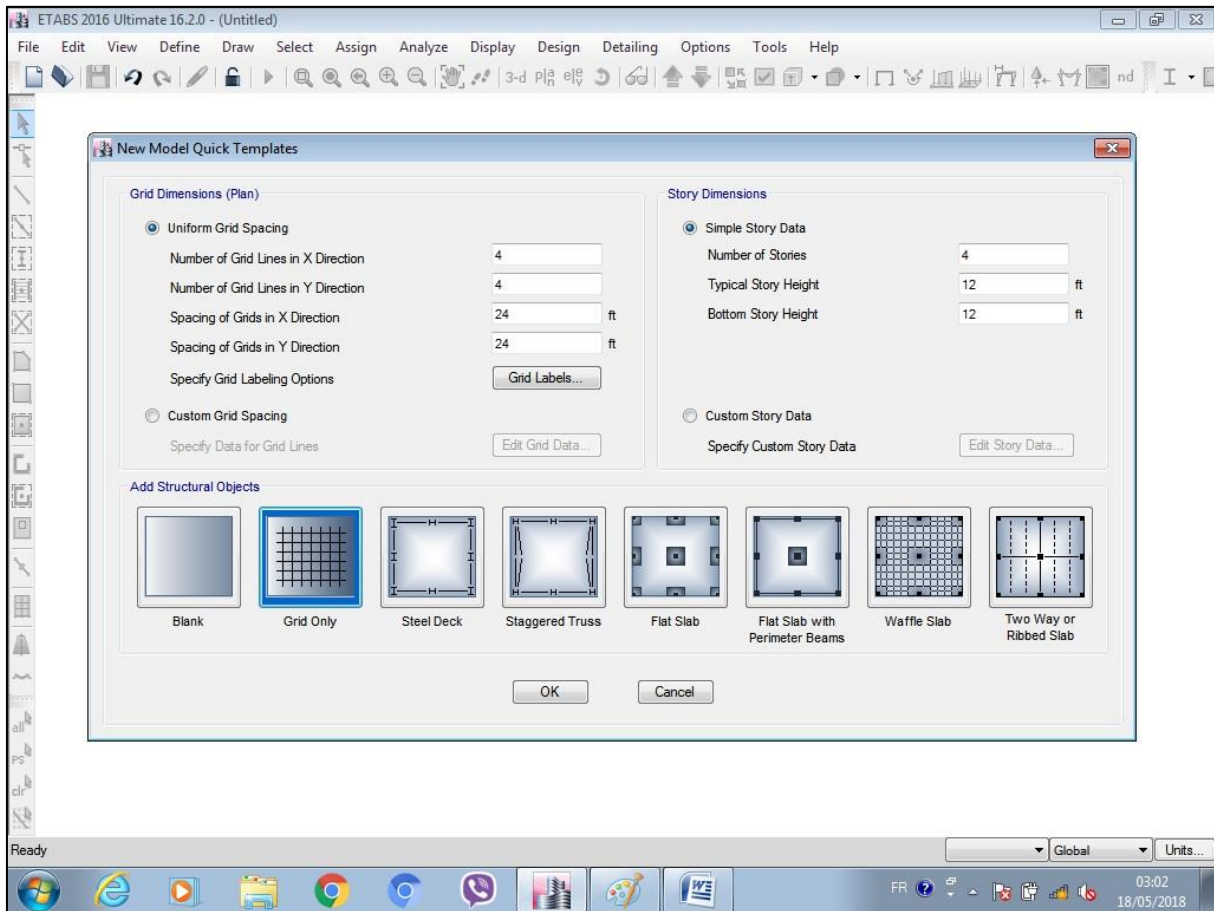 ETABS 2016 Ultimate 16.2.0 - (Untitled)
File Edit View Define Draw Select Assign Analyze Display Design Detailing Options Tools Help
3-d nd
New Model Quick Templates
Grid Dimensions (Plan)
Uniform Grid Spacing
Number of Grid Lines in X Direction 4
Number of Grid Lines in Y Direction 4
Spacing of Grids in X Direction 24 ft
Spacing of Grids in Y Direction 24 ft
Specify Grid Labeling Options Grid Labels...
Custom Grid Spacing
Specify Data for Grid Lines Edit Grid Data...
Story Dimensions
Simple Story Data
Number of Stories 4
Typical Story Height 12 ft
Bottom Story Height 12 ft
Custom Story Data
Specify Custom Story Data Edit Story Data...
Add Structural Objects
Blank
Grid Only
Steel Deck
Staggered Truss
Flat Slab
Flat Slab with
Perimeter Beams
Waffle Slab
Two Way or
Ribbed Slab
OK Cancel
all
PS
clr
Ready Global Units...
FR 03:02
18/05/2018